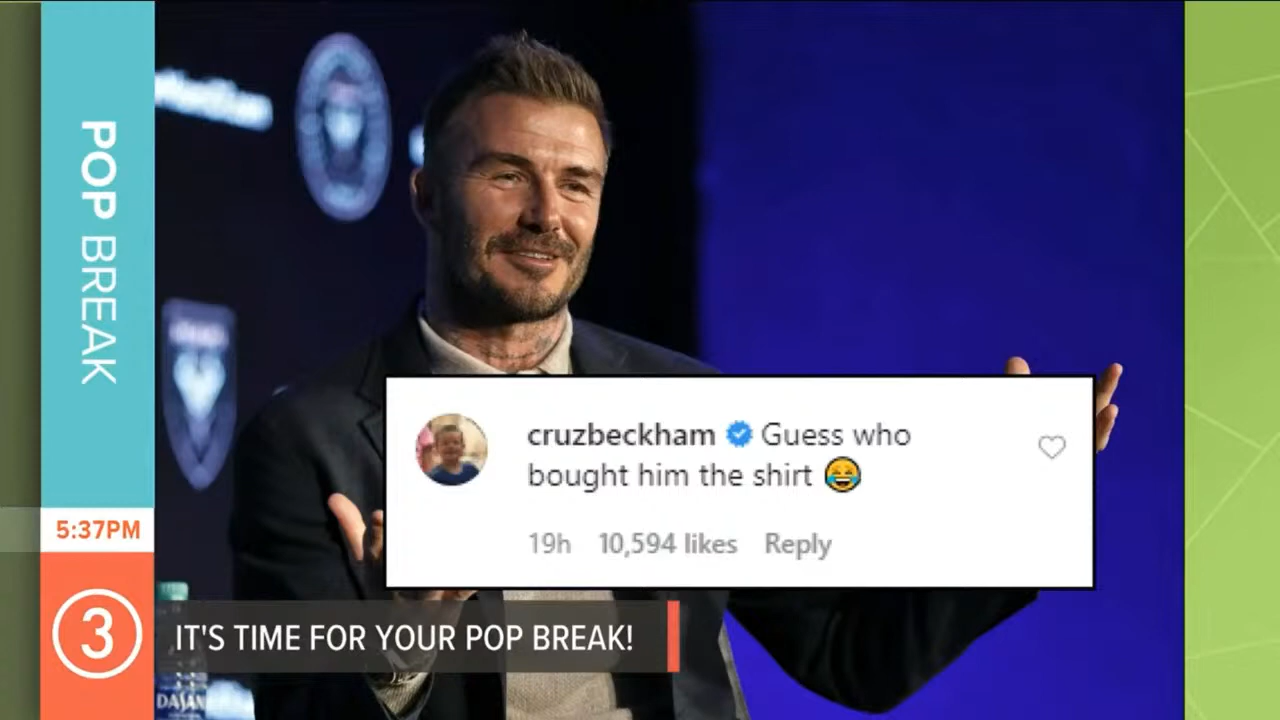 POP BREAK
cruzbeckham Guess who
bought him the shirt 😂
19h 10,594 likes Reply
5:37PM
3
IT'S TIME FOR YOUR POP BREAK!
DASANI